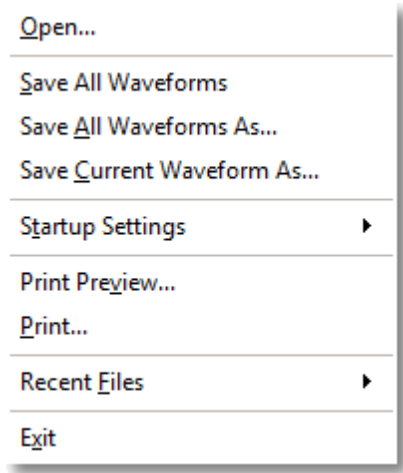 Open...
Save All Waveforms
Save All Waveforms As...
Save Current Waveform As...
Startup Settings
Print Preview...
Print...
Recent Files
Exit